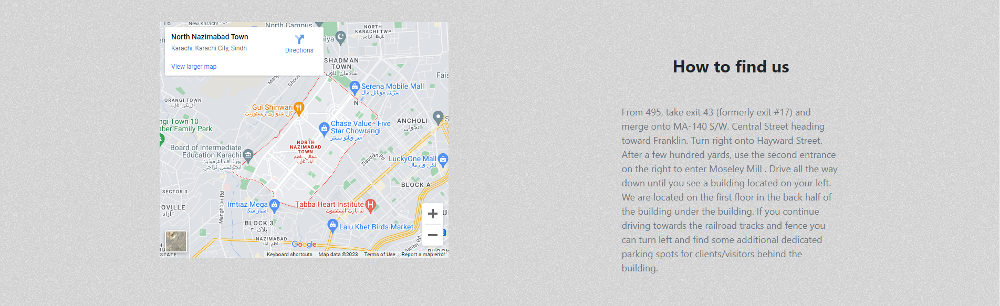 16
New Karachi
North Campus
North Nazimabad Town
Karachi, Karachi City, Sindh
Directions
View larger map
NORTH
KARACHI TWP
نارتھ کراچی
SHADMAN
TOWN
شادمان ٹاؤن
Serena Mobile Mall
سرینہ موبائل مال
N
ORANGI TOWN
اورنگی ٹاؤن
Gul Shinwari
گل شنواری ریسٹورنٹ
Chase Value - Five
Star Chowrangi
چیز ویلیو سینٹر
ANCHOLI
انچولی
ngi Town 10
ber Family Park
NORTH
NAZIMABAD
TOWN
شمالی ناظم
آباد ٹاؤن
Board of Intermediate
Education Karachi
بورڈ آف انٹرمیڈیٹ
ایجوکیشن کراچی
Ziauddin Rd
LuckyOne Mall
لکی ون مال
BLOCK A
SECTOR 3
Manghopir Rd
Imtiaz Mega
امتیاز میگا
Tabba Heart Institute
تبا ہارٹ انسٹیٹیوٹ
BLOCK 3
بلاک ۳
Lalu Khet Birds Market
NAZIMABAD
ناظم آباد
Google
Akhter Rd
ESTATE
Keyboard shortcuts
Map data ©2023
Terms of Use
Report a map error
How to find us
From 495, take exit 43 (formerly exit #17) and
merge onto MA-140 S/W. Central Street heading
toward Franklin. Turn right onto Hayward Street.
After a few hundred yards, use the second entrance
on the right to enter Moseley Mill . Drive all the way
down until you see a building located on your left.
We are located on the first floor in the back half of
the building under the building. If you continue
driving towards the railroad tracks and fence you
can turn left and find some additional dedicated
parking spots for clients/visitors behind the
building.